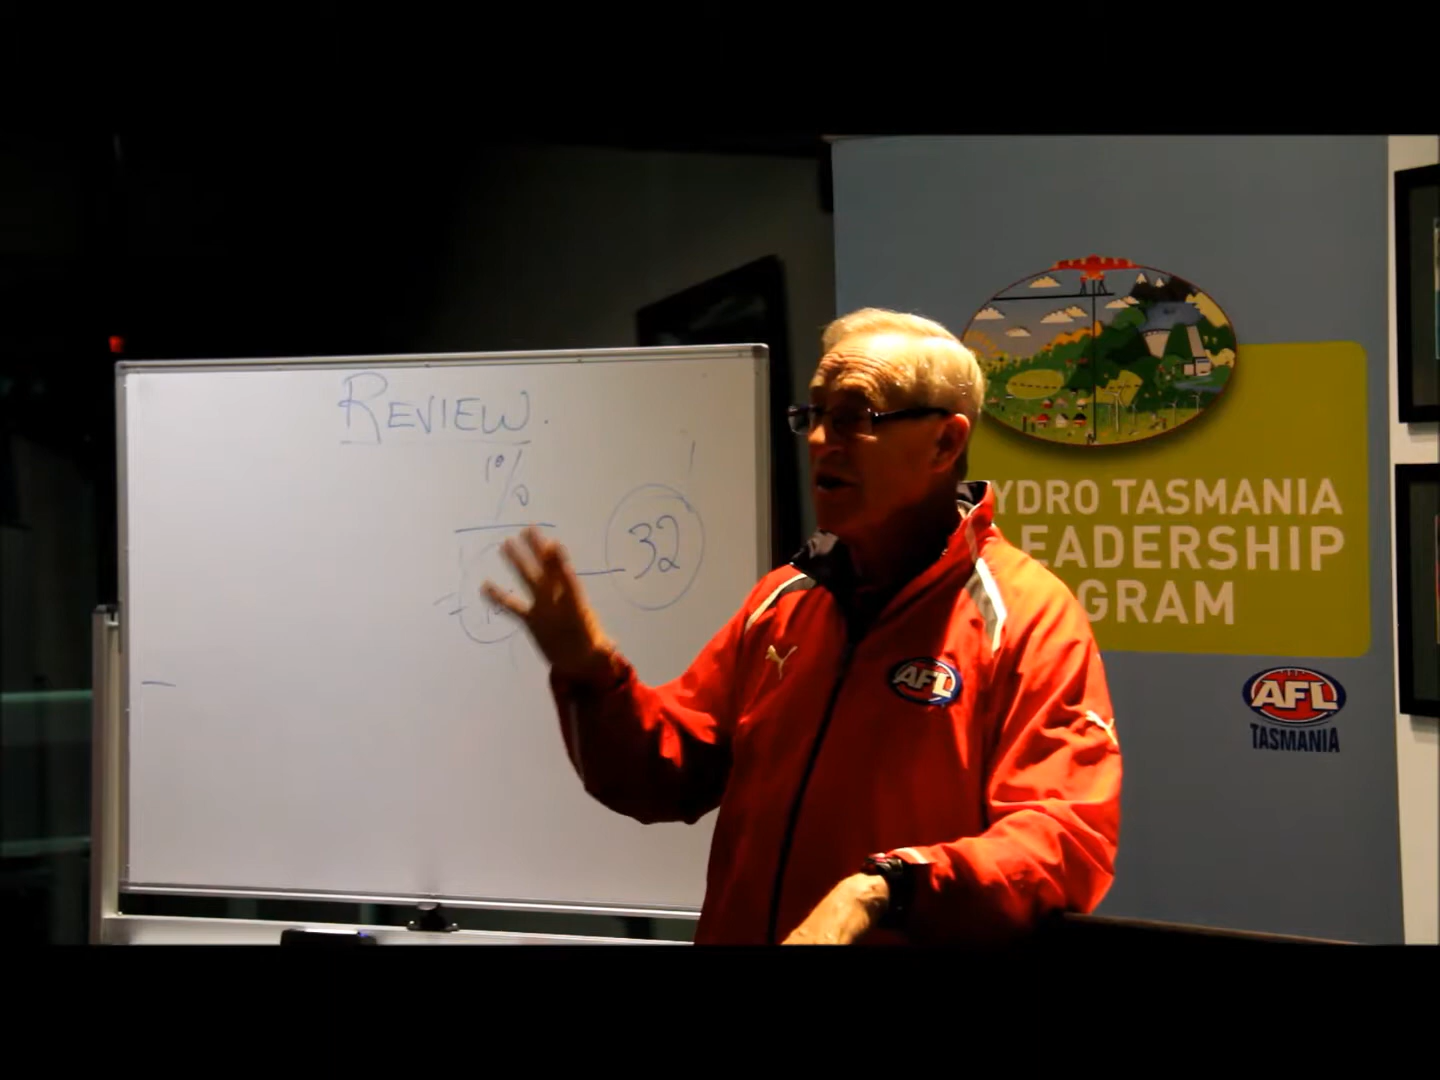 REVIEW.
1%
32
YDRO TASMANIA
EADERSHIP
GRAM
AFL
AFL
TASMANIA